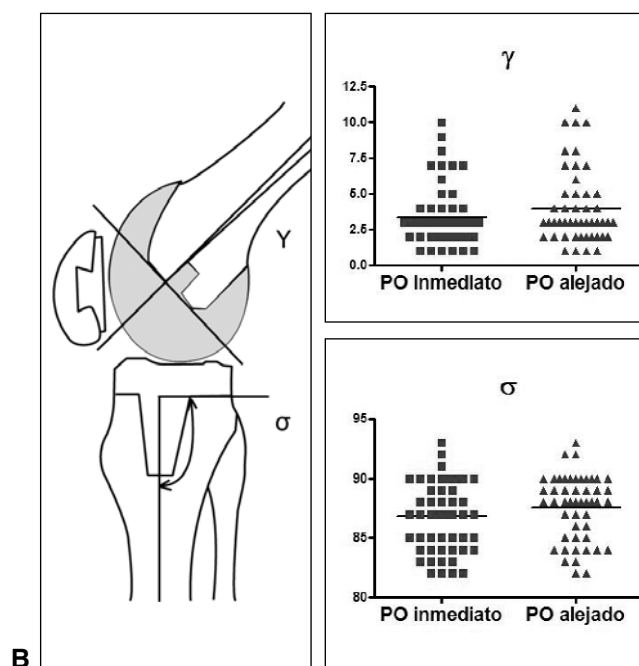 γ
12.5
10.0
7.5
5.0
2.5
0.0
PO Inmediato PO alejado
Y
σ
σ
95
90
85
80
PO inmediato PO alejado
B